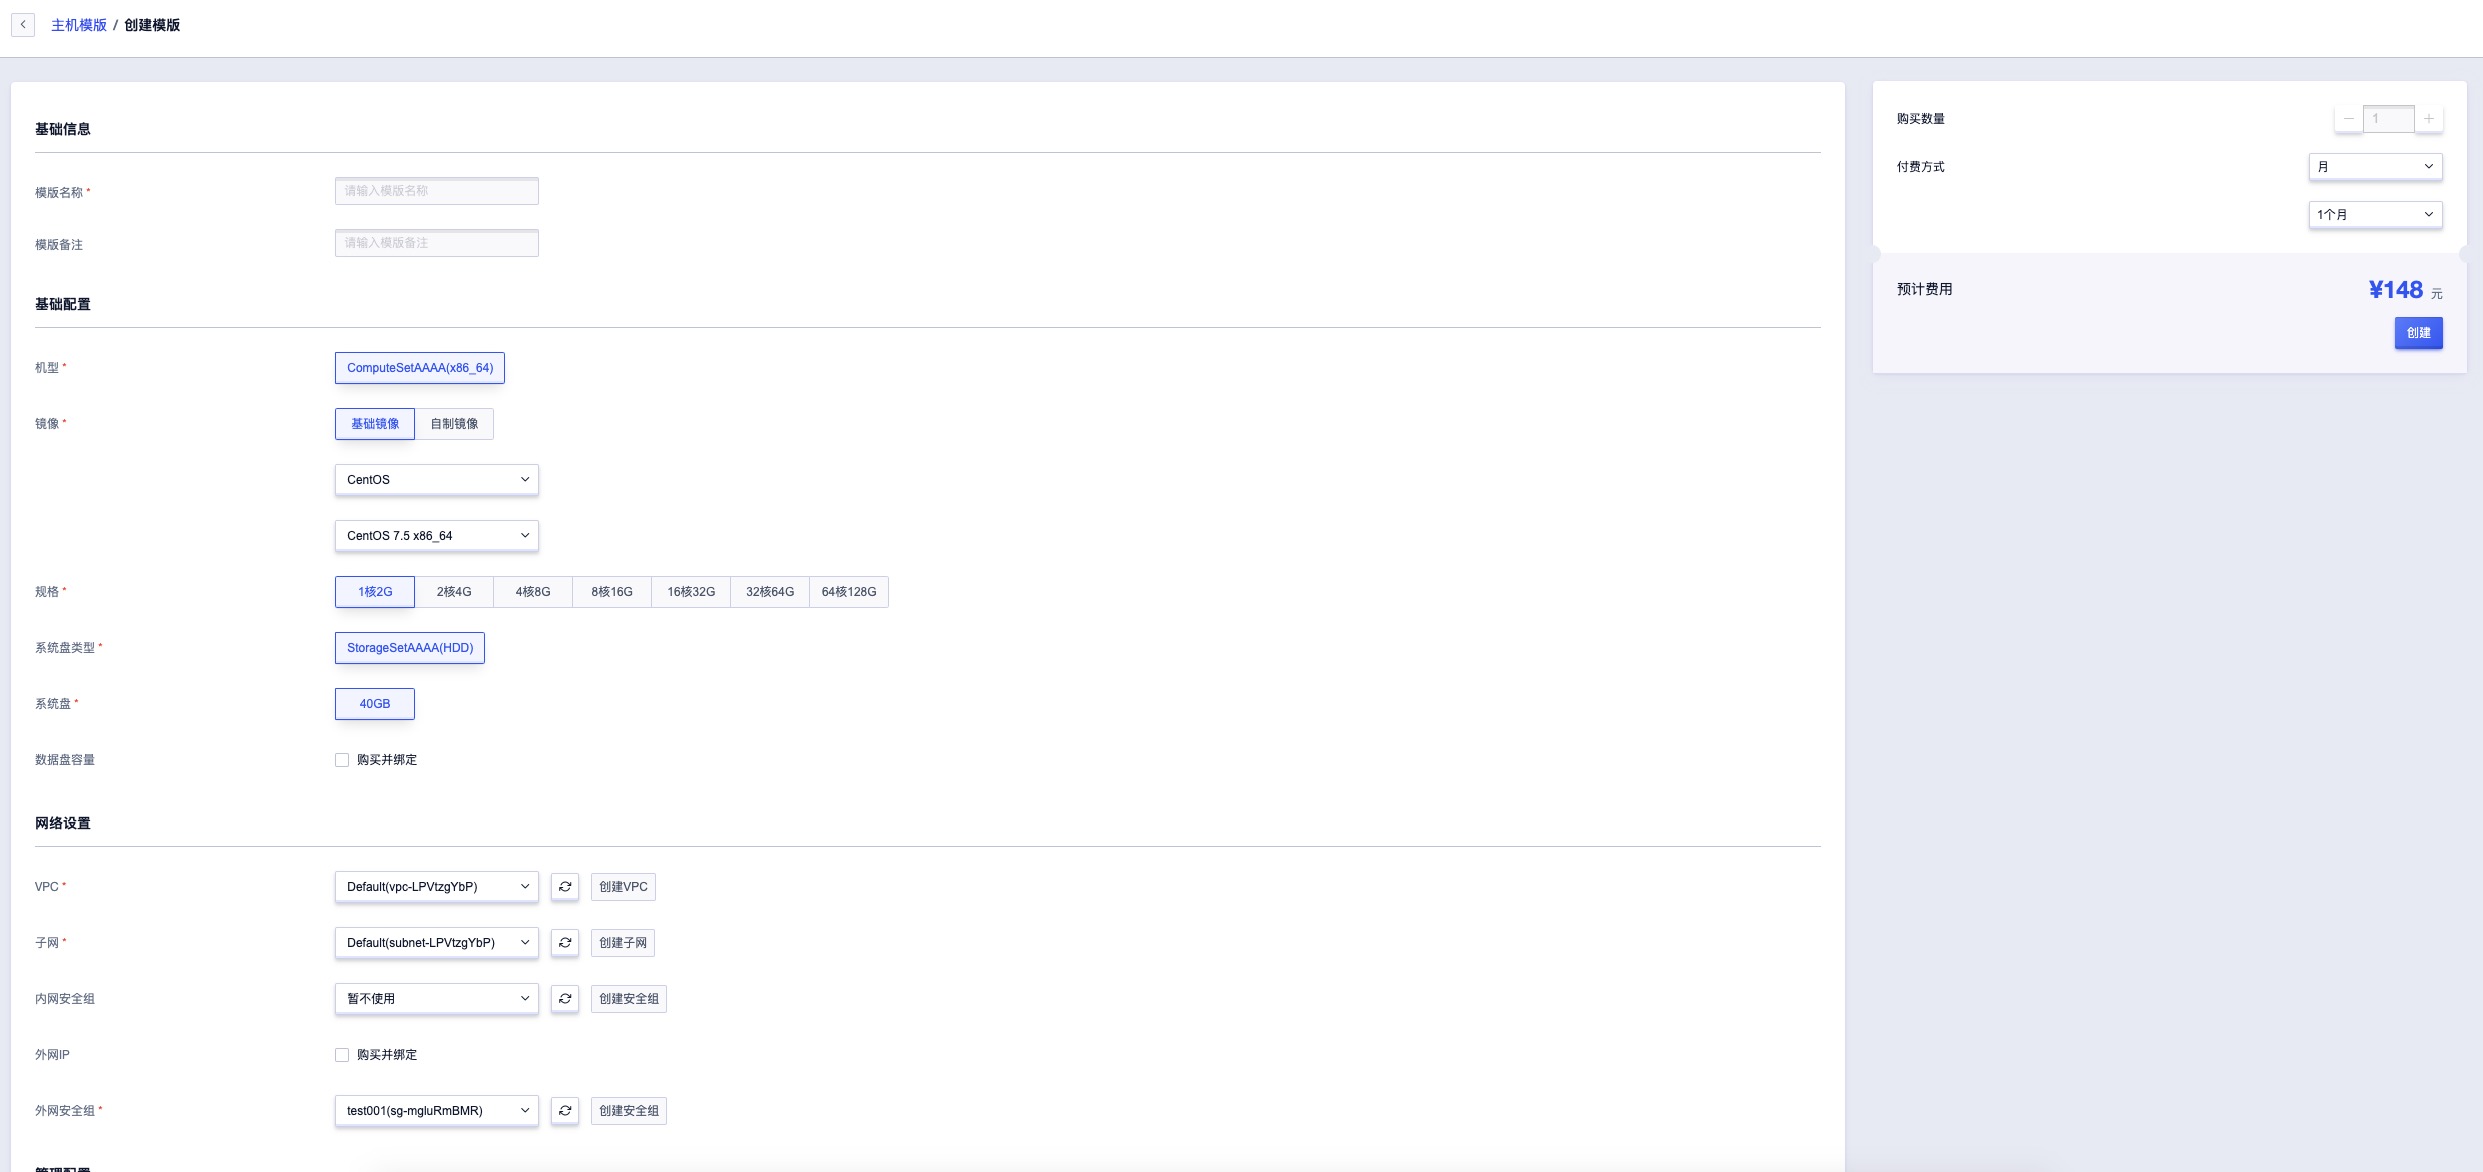 主机模版 / 创建模版
基础信息
模版名称 *
请输入模版名称
模版备注
请输入模版备注
基础配置
机型 *
ComputeSetAAAA(x86_64)
镜像 *
基础镜像 自制镜像
CentOS
CentOS 7.5 x86_64
规格 *
1核2G 2核4G 4核8G 8核16G 16核32G 32核64G 64核128G
系统盘类型 *
StorageSetAAAA(HDD)
系统盘 *
40GB
数据盘容量
购买并绑定
网络设置
VPC *
Default(vpc-LPVtzgYbP) 创建VPC
子网 *
Default(subnet-LPVtzgYbP) 创建子网
内网安全组
暂不使用 创建安全组
外网IP
购买并绑定
外网安全组 *
test001(sg-mgluRmBMR) 创建安全组
管理配置
购买数量
1
付费方式
月
1个月
预计费用
¥148 元
创建